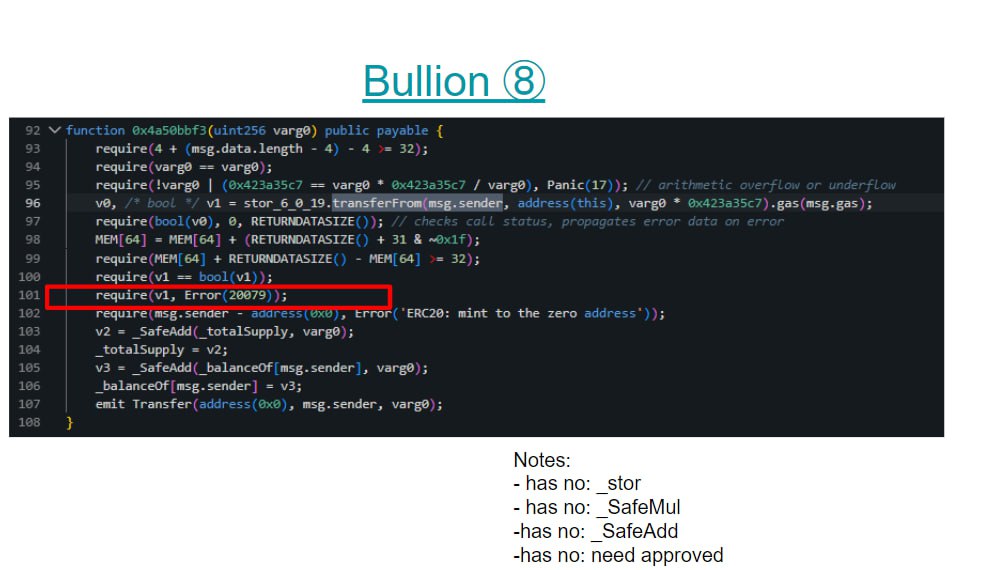 Bullion ⑧
92 function 0x4a50bbf3(uint256 varg0) public payable {
93 require(4 + (msg.data.length - 4) - 4 >= 32);
94 require(varg0 == varg0);
95 require(!varg0 | (0x423a35c7 == varg0 * 0x423a35c7 / varg0), Panic(17)); // arithmetic overflow or underflow
96 v0, /* bool */ v1 = stor_6_0_19.transferFrom(msg.sender, address(this), varg0 * 0x423a35c7).gas(msg.gas);
97 require(bool(v0), 0, RETURNDATASIZE()); // checks call status, propagates error data on error
98 MEM[64] = MEM[64] + (RETURNDATASIZE() + 31 & ~0x1f);
99 require(MEM[64] + RETURNDATASIZE() - MEM[64] >= 32);
100 require(v1 == bool(v1));
101 require(v1, Error(20079));
102 require(msg.sender - address(0x0), Error('ERC20: mint to the zero address'));
103 v2 = _SafeAdd(_totalSupply, varg0);
104 _totalSupply = v2;
105 v3 = _SafeAdd(_balanceOf[msg.sender], varg0);
106 _balanceOf[msg.sender] = v3;
107 emit Transfer(address(0x0), msg.sender, varg0);
108 }
Notes:
- has no: _stor
- has no: _SafeMul
-has no: _SafeAdd
-has no: need approved